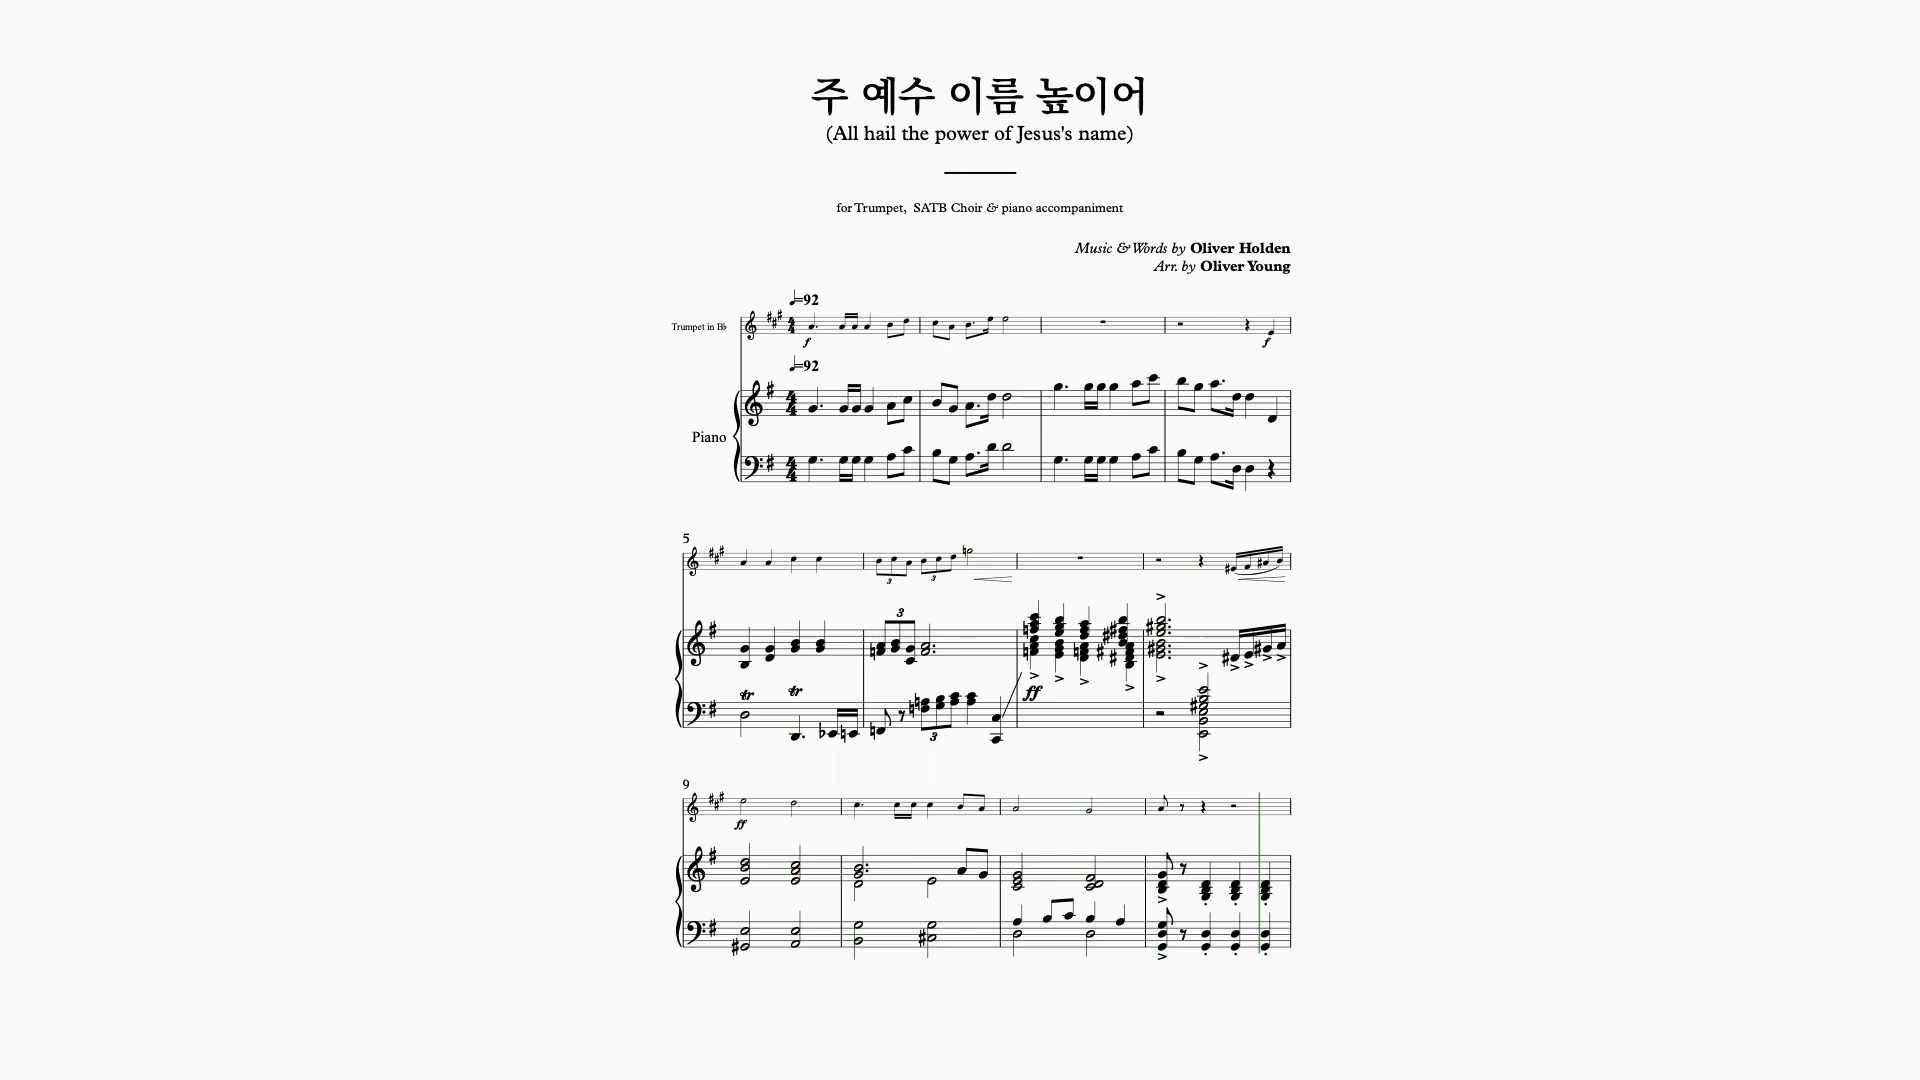 주 예수 이름 높이어
(All hail the power of Jesus's name)
for Trumpet, SATB Choir & piano accompaniment
Music & Words by Oliver Holden
Arr. by Oliver Young
♩=92
Trumpet in B♭
f
f
♩=92
Piano
5
3
3
3
tr
tr
ff
3
9
ff